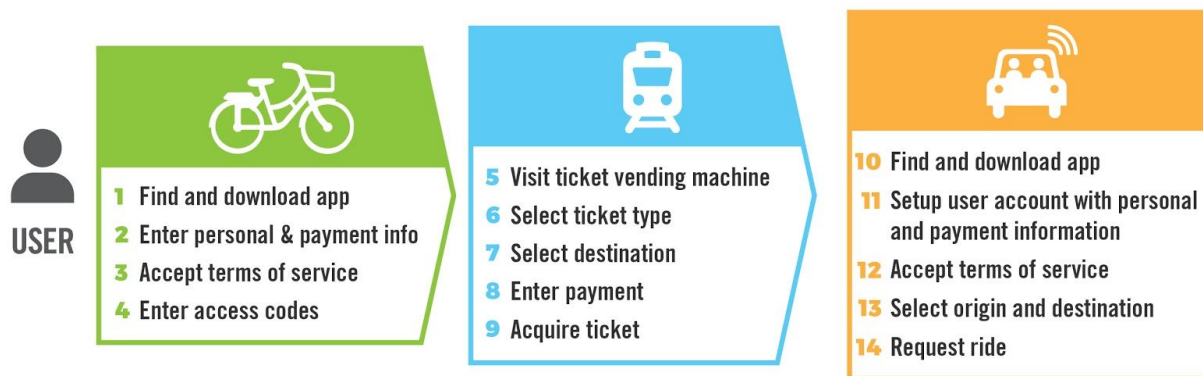 USER
1 Find and download app
2 Enter personal & payment info
3 Accept terms of service
4 Enter access codes
5 Visit ticket vending machine
6 Select ticket type
7 Select destination
8 Enter payment
9 Acquire ticket
10 Find and download app
11 Setup user account with personal
and payment information
12 Accept terms of service
13 Select origin and destination
14 Request ride